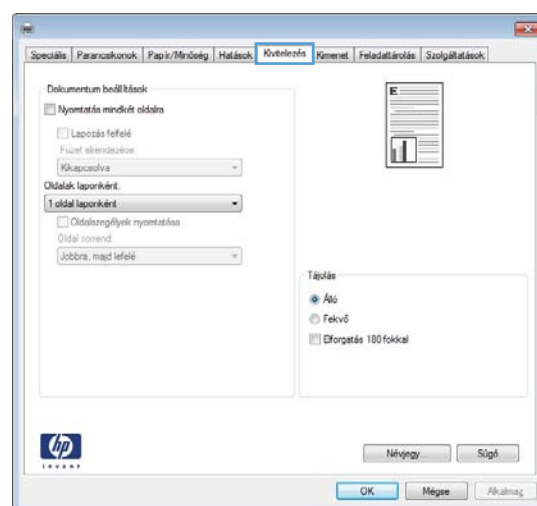 Speciális Parancsikonok Papír/Minőség Hatások Kivitelezés Kimenet Feladattárolás Szolgáltatások
Dokumentum beállítások
Nyomtatás mindkét oldalra
Lapozás felfelé
Füzet elrendezése:
Kikapcsolva
Oldalak laponként:
1 oldal laponként
Oldalszegélyek nyomtatása
Oldal sorrend:
Jobbra, majd lefelé
E
Tájolás
Álló
Fekvő
Elforgatás 180 fokkal
hp
invent
Névjegy... Súgó
OK Mégse Alkalmaz